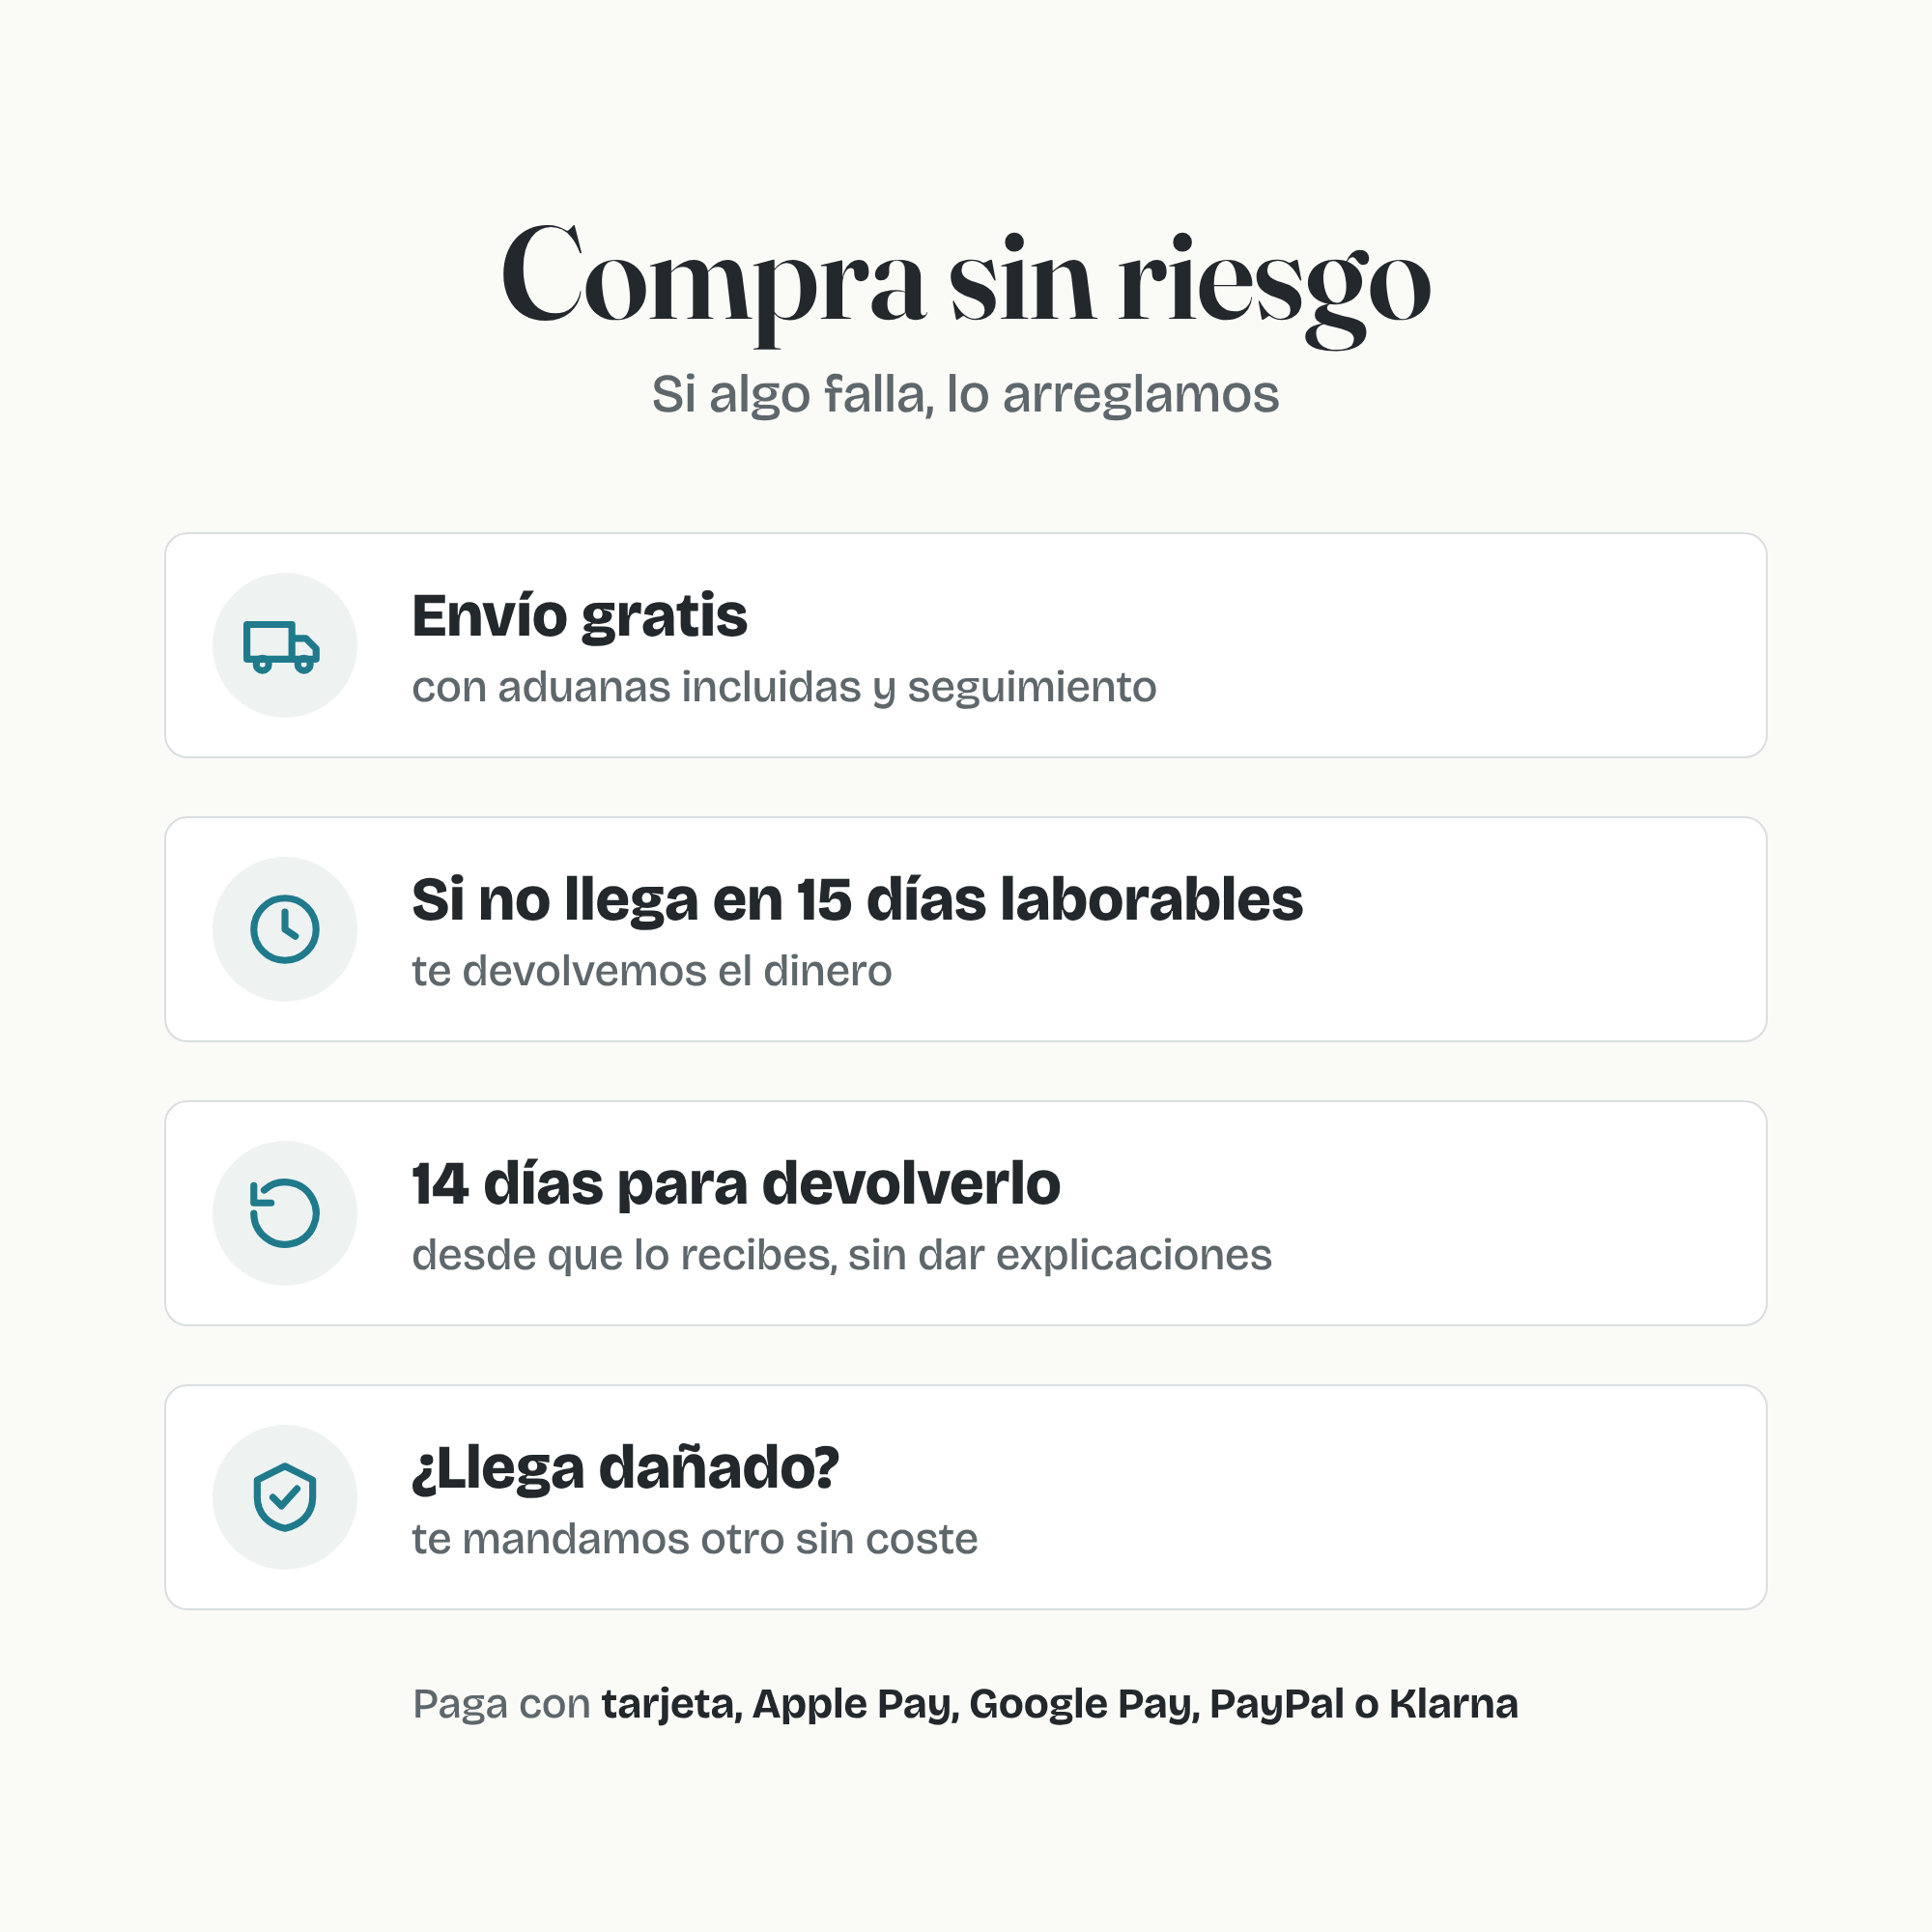 Compra sin riesgo
Si algo falla, lo arreglamos
Envío gratis
con aduanas incluidas y seguimiento
Si no llega en 15 días laborables
te devolvemos el dinero
14 días para devolverlo
desde que lo recibes, sin dar explicaciones
¿Llega dañado?
te mandamos otro sin coste
Paga con tarjeta, Apple Pay, Google Pay, PayPal o Klarna